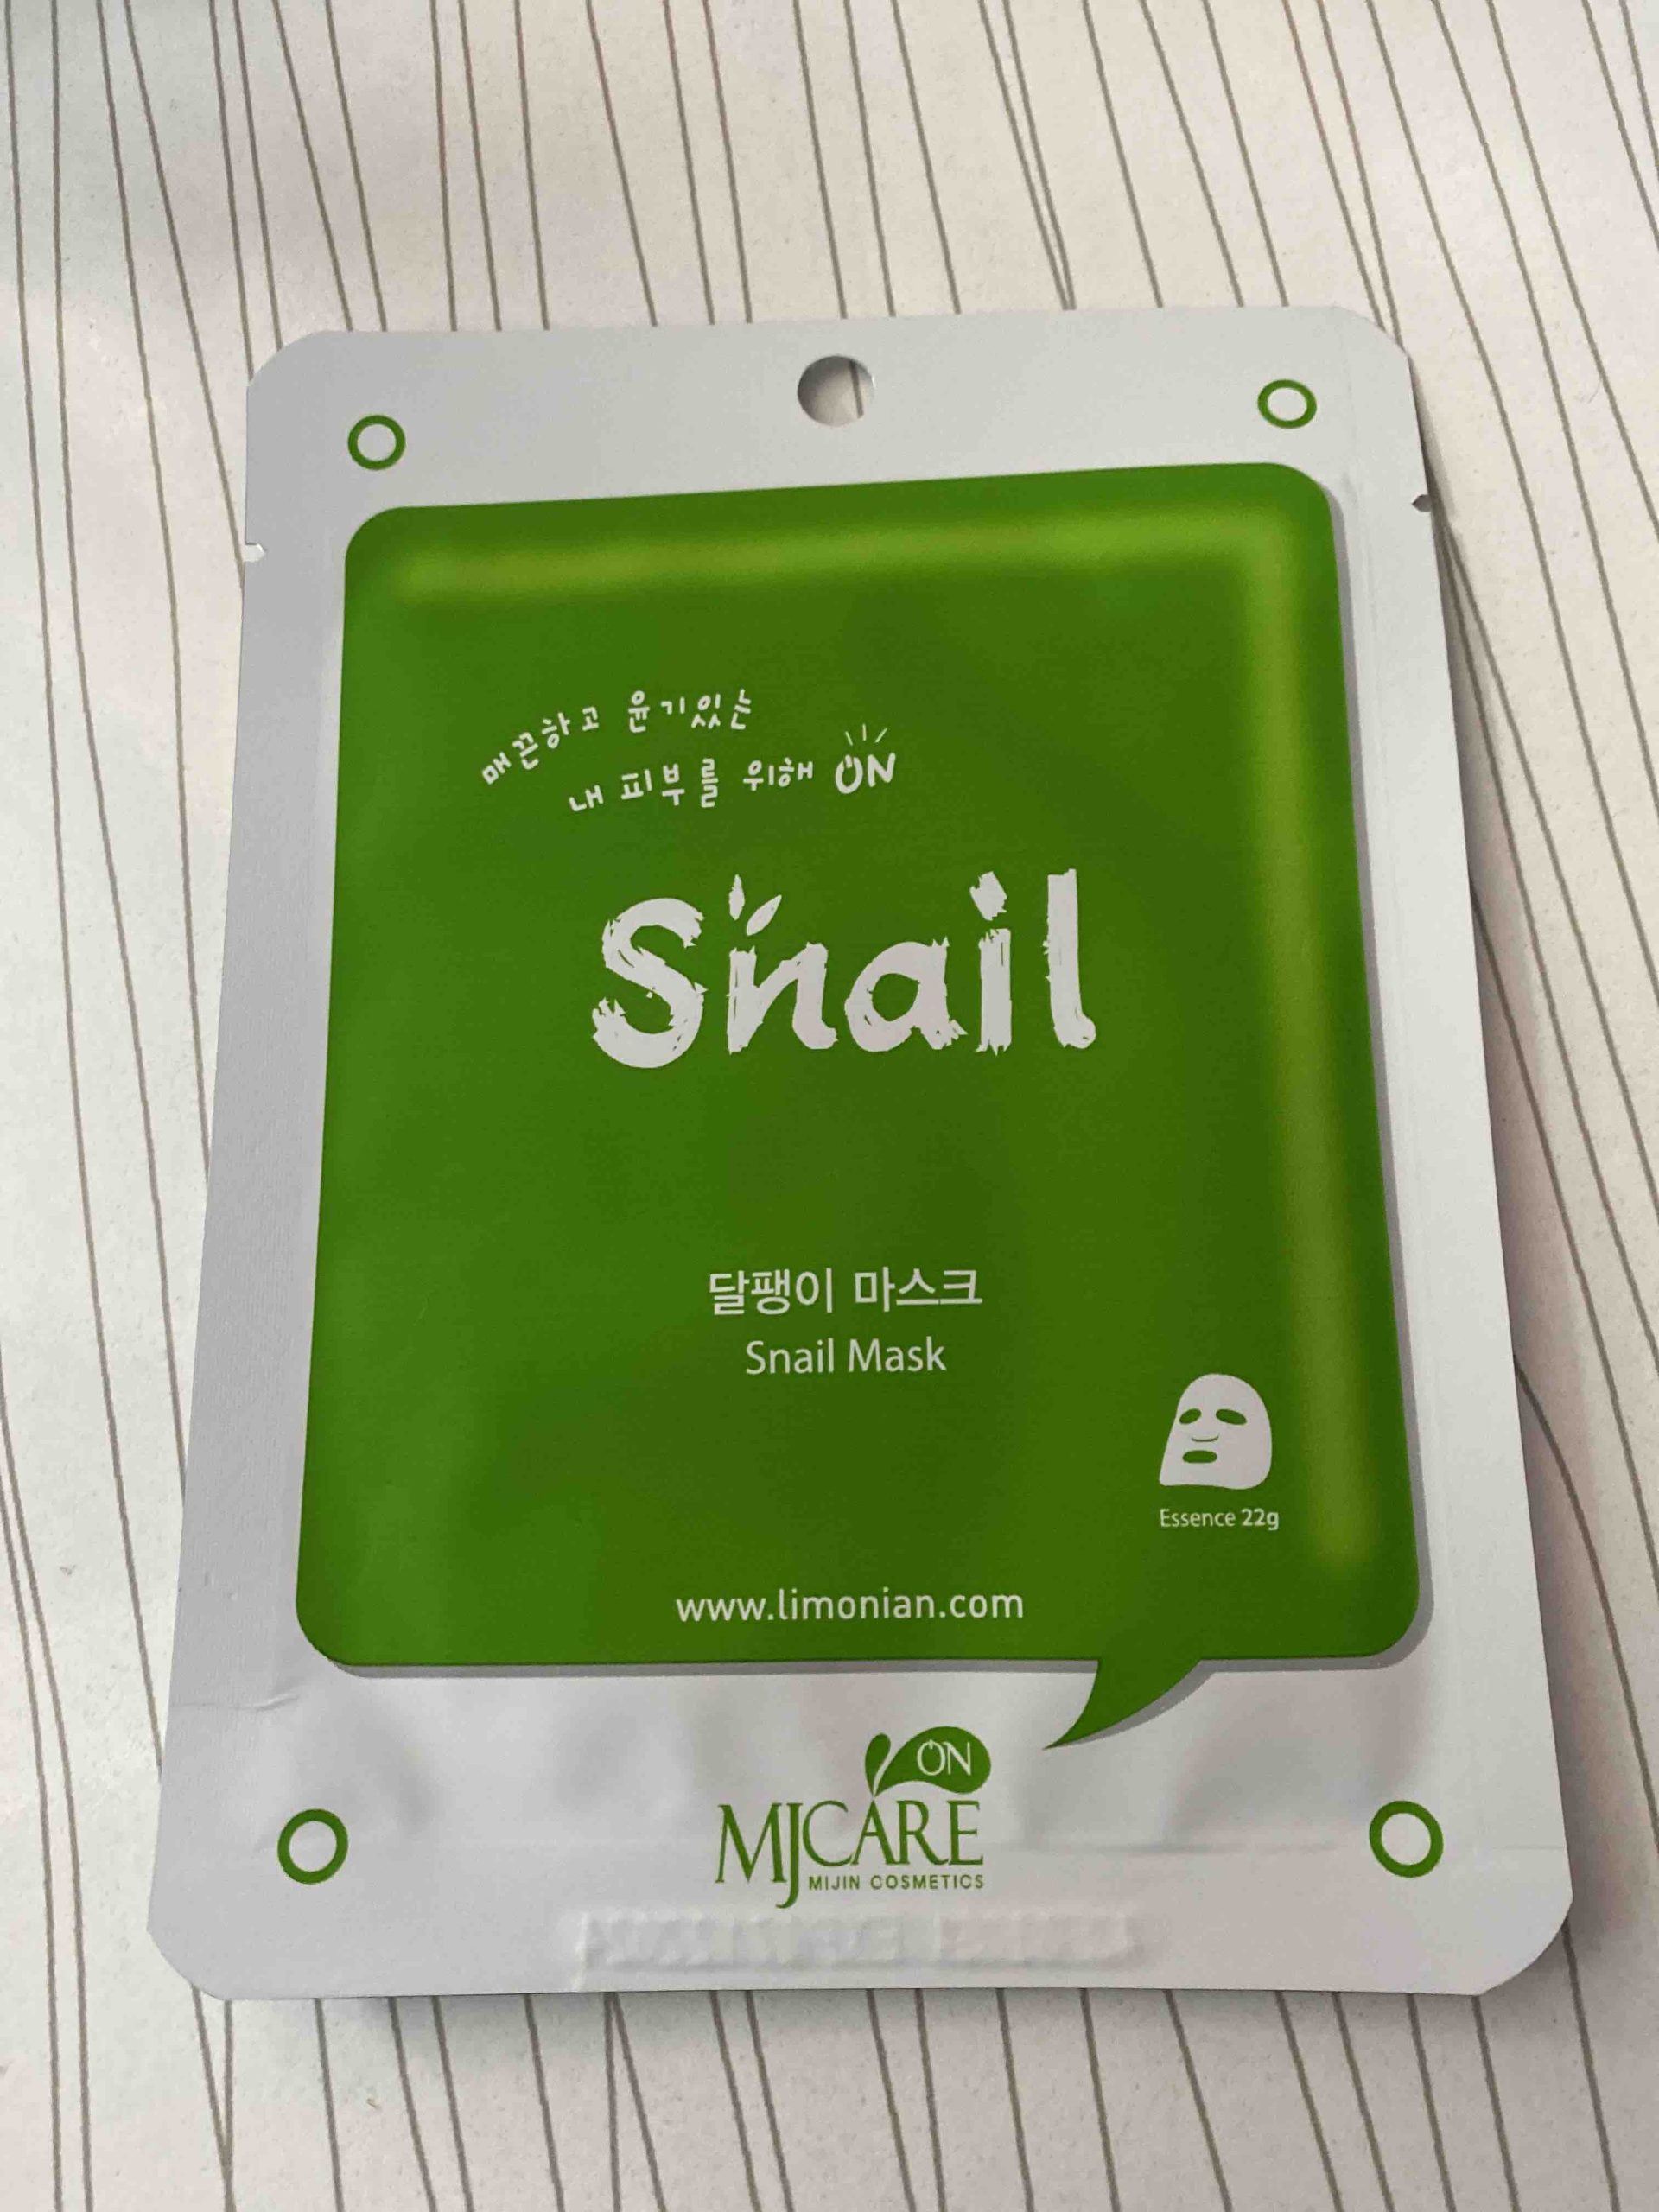 매끈하고 윤기있는
내 피부를 위해 ON
Snail
달팽이 마스크
Snail Mask
Essence 22g
www.limonian.com
ON
MJCARE
MIJIN COSMETICS